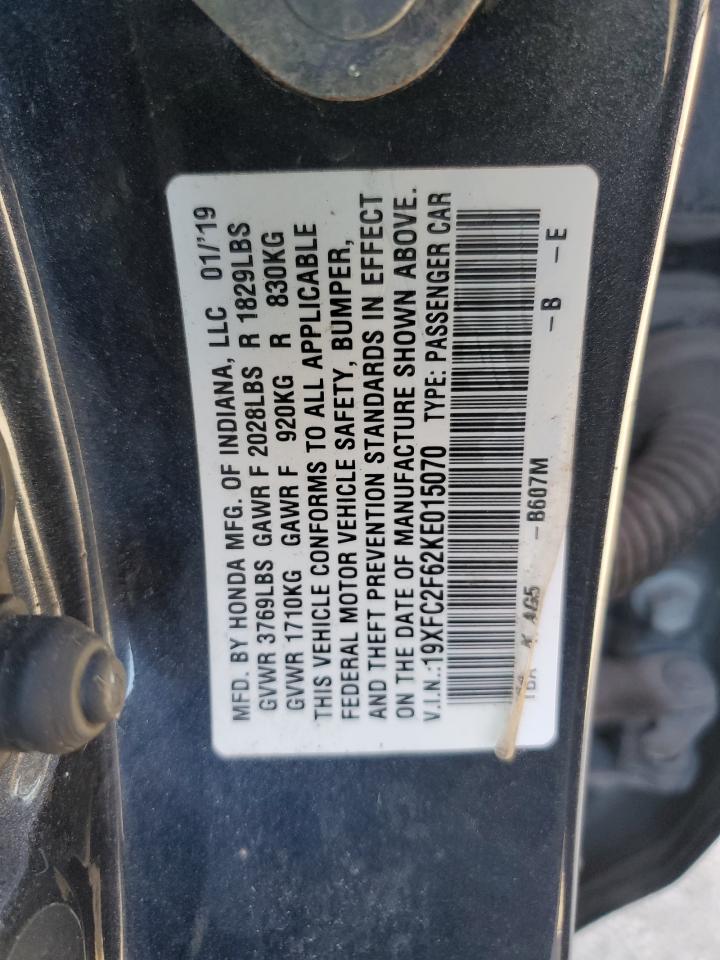 MFD. BY HONDA MFG. OF INDIANA, LLC 01/'19
GVWR 3769LBS GAWR F 2028LBS R 1829LBS
GVWR 1710KG GAWR F 920KG R 830KG
THIS VEHICLE CONFORMS TO ALL APPLICABLE
FEDERAL MOTOR VEHICLE SAFETY, BUMPER,
AND THEFT PREVENTION STANDARDS IN EFFECT
ON THE DATE OF MANUFACTURE SHOWN ABOVE.
V.I.N.:19XFC2F62KE015070 TYPE: PASSENGER CAR
K AG5 -B607M -B -E